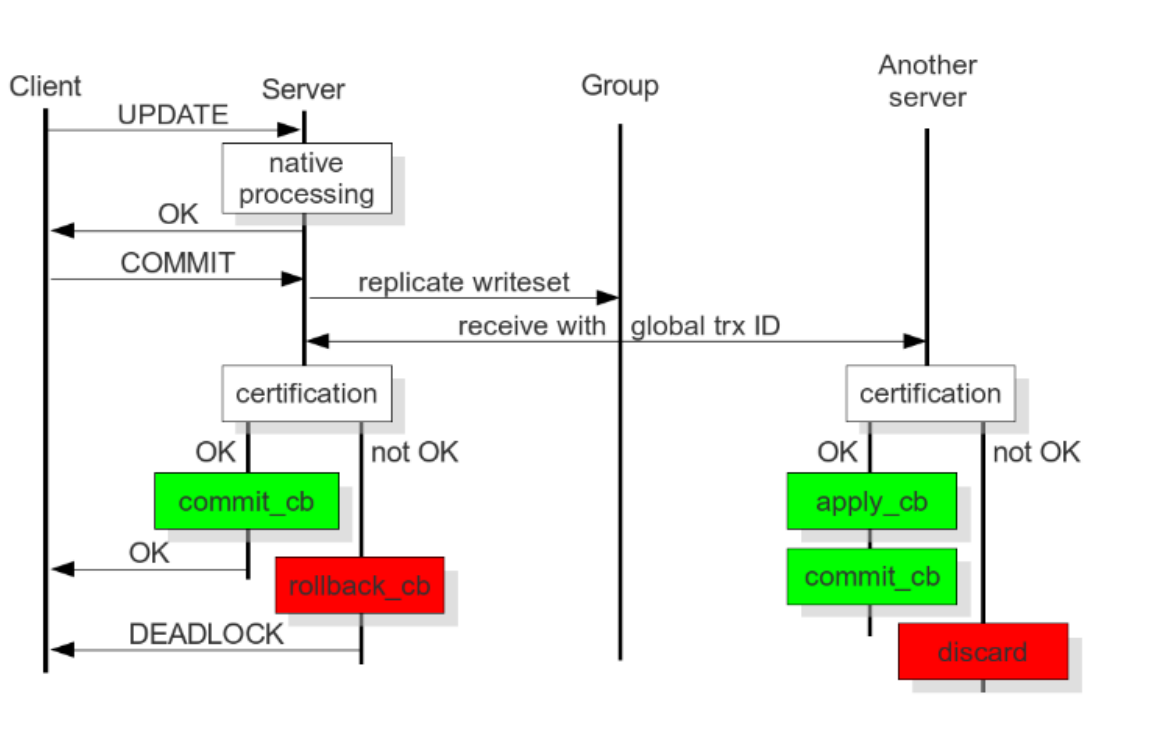 Client
Server
Group
Another
server
UPDATE
native
processing
OK
COMMIT
replicate writeset
receive with global trx ID
certification
certification
OK
not OK
OK
not OK
commit_cb
apply_cb
OK
rollback_cb
commit_cb
DEADLOCK
discard